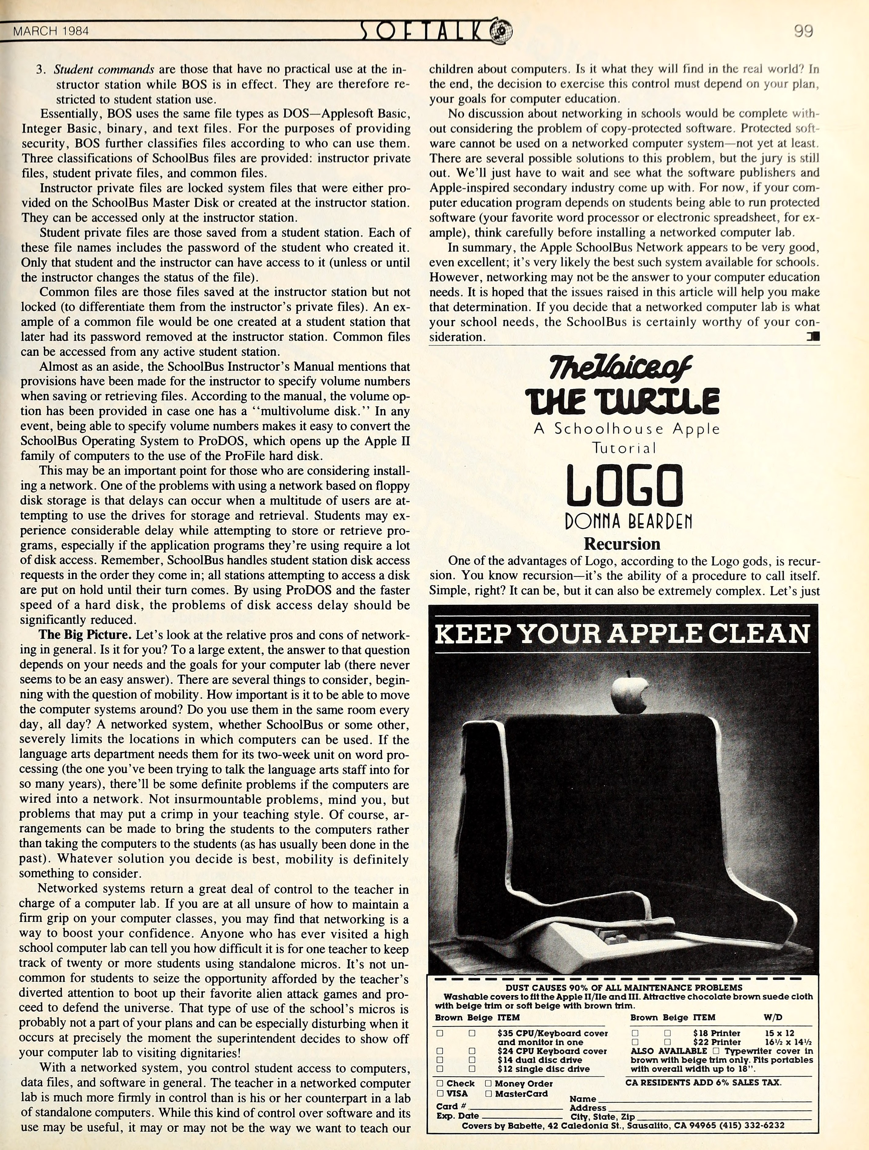 MARCH 1984
SOFTALK
99
3. Student commands are those that have no practical use at the in-
structor station while BOS is in effect. They are therefore re-
stricted to student station use.
Essentially, BOS uses the same file types as DOS—Applesoft Basic,
Integer Basic, binary, and text files. For the purposes of providing
security, BOS further classifies files according to who can use them.
Three classifications of SchoolBus files are provided: instructor private
files, student private files, and common files.
Instructor private files are locked system files that were either pro-
vided on the SchoolBus Master Disk or created at the instructor station.
They can be accessed only at the instructor station.
Student private files are those saved from a student station. Each of
these file names includes the password of the student who created it.
Only that student and the instructor can have access to it (unless or until
the instructor changes the status of the file).
Common files are those files saved at the instructor station but not
locked (to differentiate them from the instructor's private files). An ex-
ample of a common file would be one created at a student station that
later had its password removed at the instructor station. Common files
can be accessed from any active student station.
Almost as an aside, the SchoolBus Instructor's Manual mentions that
provisions have been made for the instructor to specify volume numbers
when saving or retrieving files. According to the manual, the volume op-
tion has been provided in case one has a "multivolume disk." In any
event, being able to specify volume numbers makes it easy to convert the
SchoolBus Operating System to ProDOS, which opens up the Apple II
family of computers to the use of the ProFile hard disk.
This may be an important point for those who are considering install-
ing a network. One of the problems with using a network based on floppy
disk storage is that delays can occur when a multitude of users are at-
tempting to use the drives for storage and retrieval. Students may ex-
perience considerable delay while attempting to store or retrieve pro-
grams, especially if the application programs they're using require a lot
of disk access. Remember, SchoolBus handles student station disk access
requests in the order they come in; all stations attempting to access a disk
are put on hold until their turn comes. By using ProDOS and the faster
speed of a hard disk, the problems of disk access delay should be
significantly reduced.
The Big Picture. Let's look at the relative pros and cons of network-
ing in general. Is it for you? To a large extent, the answer to that question
depends on your needs and the goals for your computer lab (there never
seems to be an easy answer). There are several things to consider, begin-
ning with the question of mobility. How important is it to be able to move
the computer systems around? Do you use them in the same room every
day, all day? A networked system, whether SchoolBus or some other,
severely limits the locations in which computers can be used. If the
language arts department needs them for its two-week unit on word pro-
cessing (the one you've been trying to talk the language arts staff into for
so many years), there'll be some definite problems if the computers are
wired into a network. Not insurmountable problems, mind you, but
problems that may put a crimp in your teaching style. Of course, ar-
rangements can be made to bring the students to the computers rather
than taking the computers to the students (as has usually been done in the
past). Whatever solution you decide is best, mobility is definitely
something to consider.
Networked systems return a great deal of control to the teacher in
charge of a computer lab. If you are at all unsure of how to maintain a
firm grip on your computer classes, you may find that networking is a
way to boost your confidence. Anyone who has ever visited a high
school computer lab can tell you how difficult it is for one teacher to keep
track of twenty or more students using standalone micros. It's not un-
common for students to seize the opportunity afforded by the teacher's
diverted attention to boot up their favorite alien attack games and pro-
ceed to defend the universe. That type of use of the school's micros is
probably not a part of your plans and can be especially disturbing when it
occurs at precisely the moment the superintendent decides to show off
your computer lab to visiting dignitaries!
With a networked system, you control student access to computers,
data files, and software in general. The teacher in a networked computer
lab is much more firmly in control than is his or her counterpart in a lab
of standalone computers. While this kind of control over software and its
use may be useful, it may or may not be the way we want to teach our
children about computers. Is it what they will find in the real world? In
the end, the decision to exercise this control must depend on your plan,
your goals for computer education.
No discussion about networking in schools would be complete with-
out considering the problem of copy-protected software. Protected soft-
ware cannot be used on a networked computer system—not yet at least.
There are several possible solutions to this problem, but the jury is still
out. We'll just have to wait and see what the software publishers and
Apple-inspired secondary industry come up with. For now, if your com-
puter education program depends on students being able to run protected
software (your favorite word processor or electronic spreadsheet, for ex-
ample), think carefully before installing a networked computer lab.
In summary, the Apple SchoolBus Network appears to be very good,
even excellent; it's very likely the best such system available for schools.
However, networking may not be the answer to your computer education
needs. It is hoped that the issues raised in this article will help you make
that determination. If you decide that a networked computer lab is what
your school needs, the SchoolBus is certainly worthy of your con-
sideration.
The Voice of
THE TURTLE
A Schoolhouse Apple
Tutorial
LOGO
DONNA BEARDEN
Recursion
One of the advantages of Logo, according to the Logo gods, is recur-
sion. You know recursion—it's the ability of a procedure to call itself.
Simple, right? It can be, but it can also be extremely complex. Let's just
KEEP YOUR APPLE CLEAN
DUST CAUSES 90% OF ALL MAINTENANCE PROBLEMS
Washable covers to fit the Apple II/IIe and III. Attractive chocolate brown suede cloth
with beige trim or soft beige with brown trim.
Brown Beige ITEM
☐ ☐ $35 CPU/Keyboard cover
and monitor in one
☐ ☐ $24 CPU Keyboard cover
☐ ☐ $14 dual disc drive
☐ ☐ $12 single disc drive
Brown Beige ITEM W/D
☐ ☐ $18 Printer 15 x 12
☐ ☐ $22 Printer 16½ x 14½
ALSO AVAILABLE ☐ Typewriter cover in
brown with beige trim only. Fits portables
with overall width up to 18".
☐ Check ☐ Money Order
☐ VISA ☐ MasterCard
Card #
Exp. Date
CA RESIDENTS ADD 6% SALES TAX.
Name
Address
City, State, Zip
Covers by Babette, 42 Caledonia St., Sausalito, CA 94965 (415) 332-6232